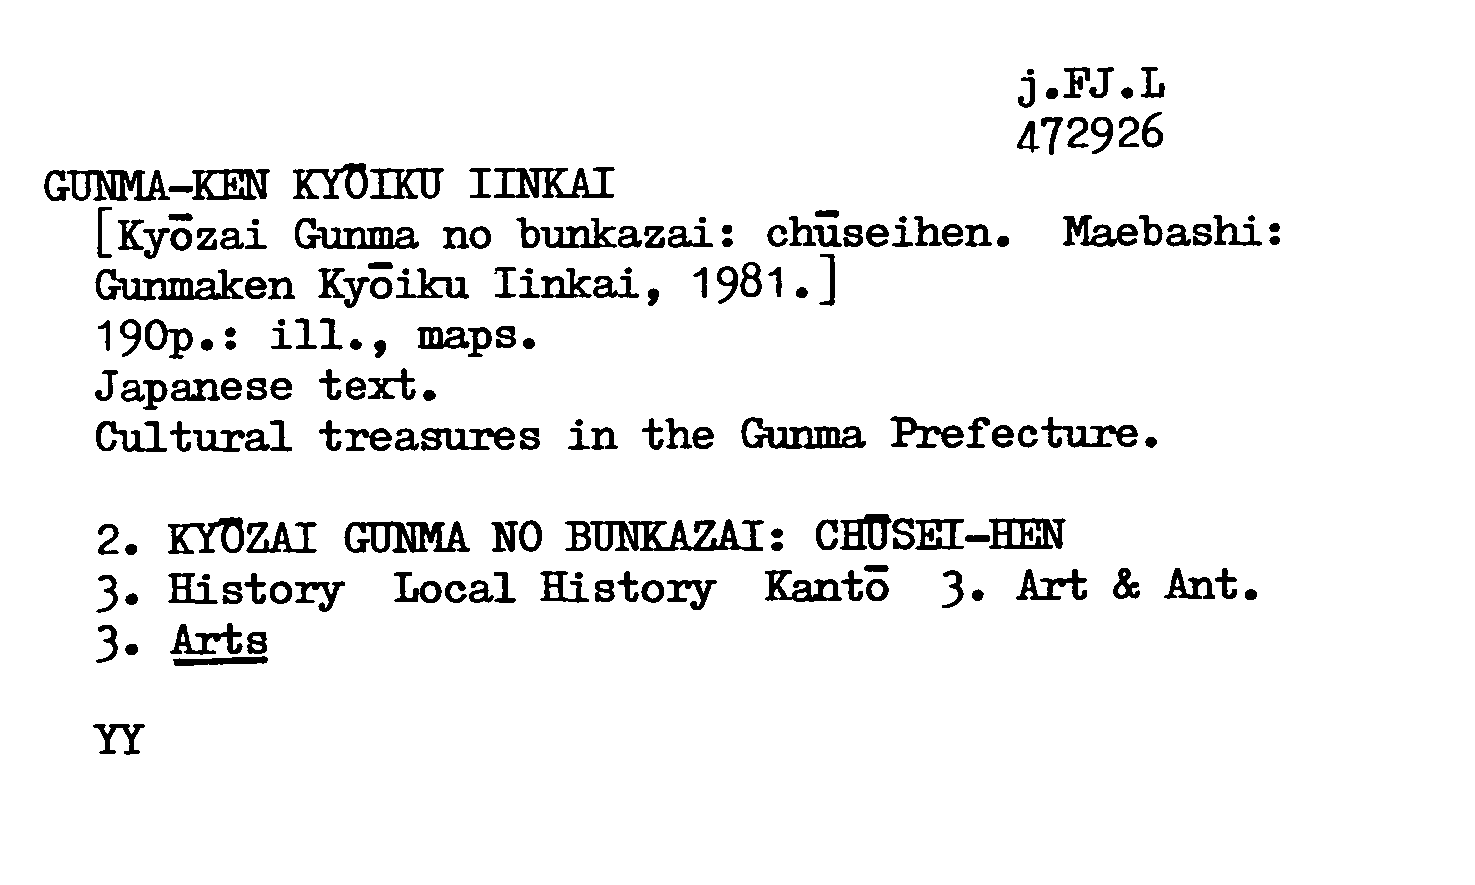 j.FJ.L
472926
GUNMA-KEN KYŌIKU IINKAI
[Kyōzai Gunma no bunkazai: chūseihen. Maebashi:
Gunmaken Kyōiku Iinkai, 1981.]
190p.: ill., maps.
Japanese text.
Cultural treasures in the Gunma Prefecture.
2. KYŌZAI GUNMA NO BUNKAZAI: CHŪSEI-HEN
3. History Local History Kantō 3. Art & Ant.
3. Arts
YY